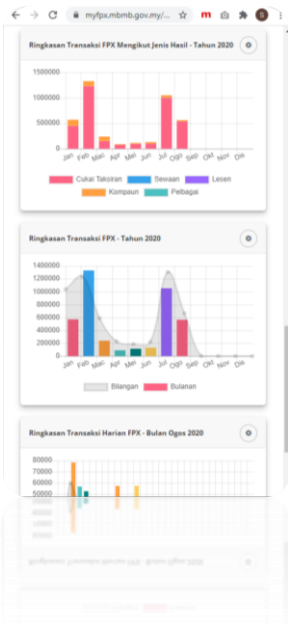 myfpx.mbmb.gov.my/...
m
S
Ringkasan Transaksi FPX Mengikut Jenis Hasil - Tahun 2020
1500000
1000000
500000
0
Jan Feb Mac Apr Mei Jun Jul Ogo Sep Okt Nov Dis
Cukai Taksiran Sewaan Lesen
Kompaun Pelbagai
Ringkasan Transaksi FPX - Tahun 2020
1400000
1200000
1000000
800000
600000
400000
200000
0
Jan Feb Mac Apr Mei Jun Jul Ogo Sep Okt Nov Dis
Bilangan Bulanan
Ringkasan Transaksi Harian FPX - Bulan Ogos 2020
80000
70000
60000
50000